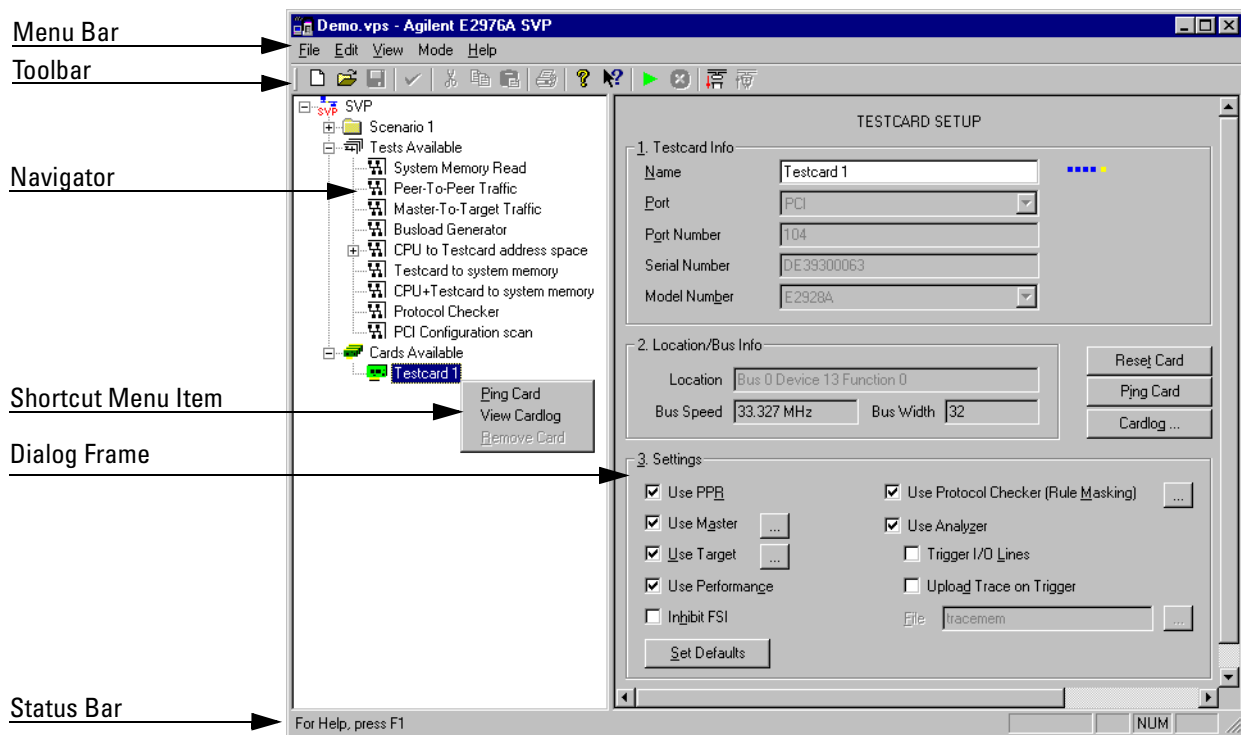 Demo.vps - Agilent E2976A SVP
Menu Bar
File Edit View Mode Help
Toolbar
SVP
SVP
Scenario 1
Tests Available
Navigator
System Memory Read
Peer-To-Peer Traffic
Master-To-Target Traffic
Busload Generator
CPU to Testcard address space
Testcard to system memory
CPU+Testcard to system memory
Protocol Checker
PCI Configuration scan
Cards Available
Testcard 1
Shortcut Menu Item
Ping Card
View Cardlog
Remove Card
Dialog Frame
TESTCARD SETUP
1. Testcard Info
Name Testcard 1
Port PCI
Port Number 104
Serial Number DE39300063
Model Number E2928A
2. Location/Bus Info
Location Bus 0 Device 13 Function 0
Bus Speed 33.327 MHz Bus Width 32
Reset Card
Ping Card
Cardlog ...
3. Settings
Use PPR
Use Protocol Checker (Rule Masking) ...
Use Master ...
Use Analyzer
Use Target ...
Trigger I/O Lines
Use Performance
Upload Trace on Trigger
Inhibit FSI
File tracemem ...
Set Defaults
Status Bar
For Help, press F1
NUM